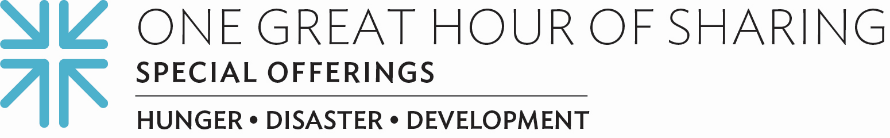 ONE GREAT HOUR OF SHARING
SPECIAL OFFERINGS
HUNGER • DISASTER • DEVELOPMENT